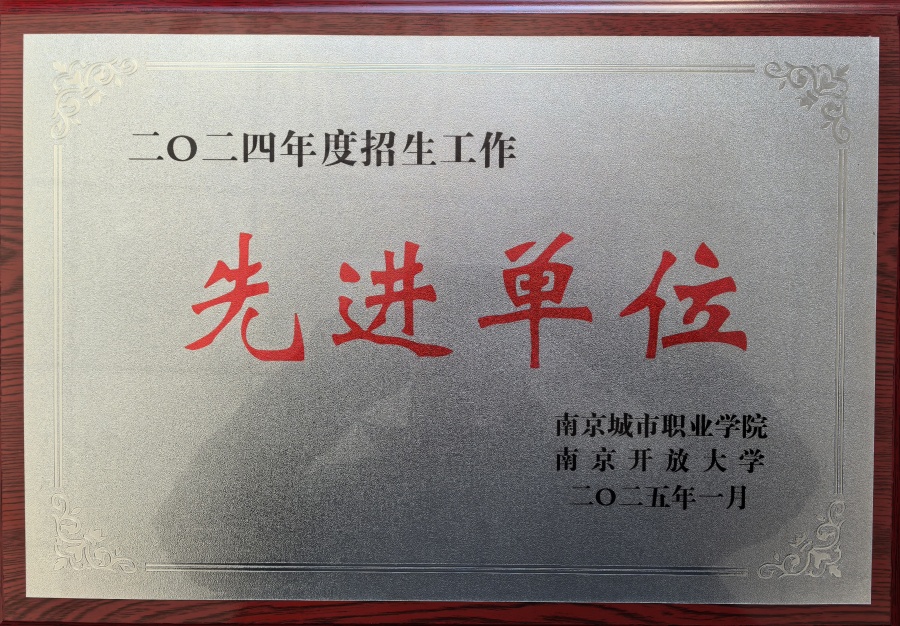 二〇二四年度招生工作
先进单位
南京城市职业学院
南京开放大学
二〇二五年一月